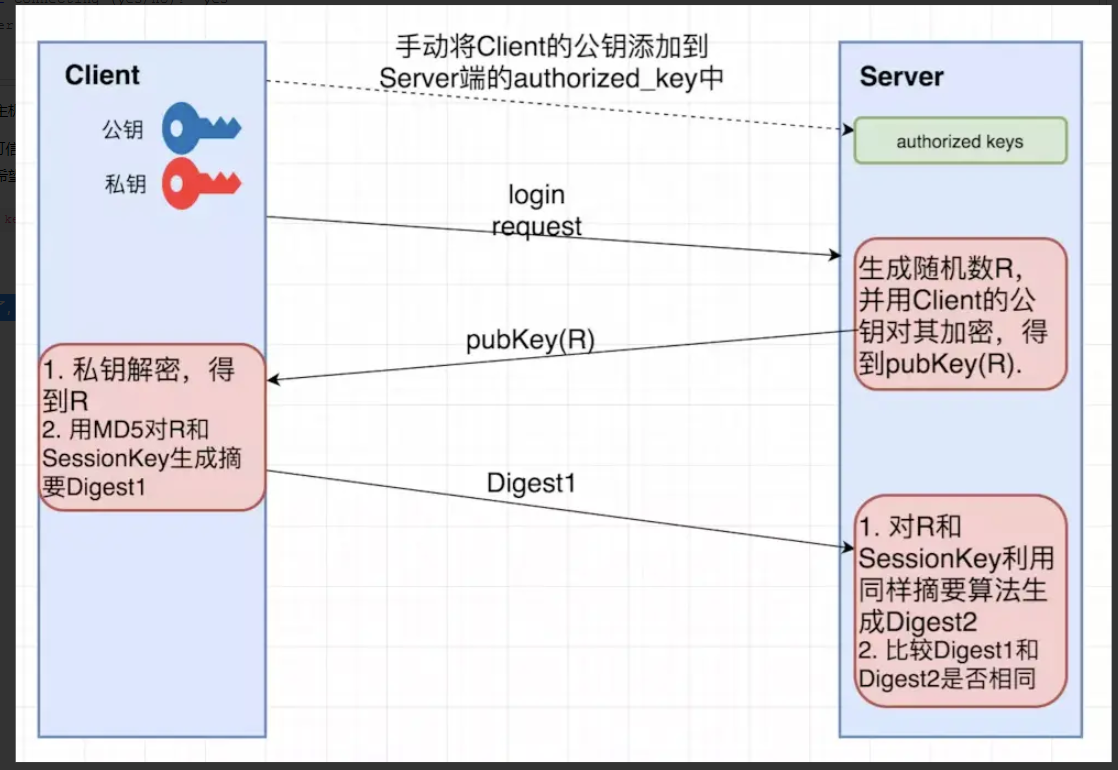 手动将Client的公钥添加到
Server端的authorized_key中
Client
公钥
私钥
Server
authorized keys
login
request
生成随机数R，
并用Client的公
钥对其加密，得
到pubKey(R).
pubKey(R)
1. 私钥解密，得
到R
2. 用MD5对R和
SessionKey生成摘
要Digest1
Digest1
1. 对R和
SessionKey利用
同样摘要算法生
成Digest2
2. 比较Digest1和
Digest2是否相同